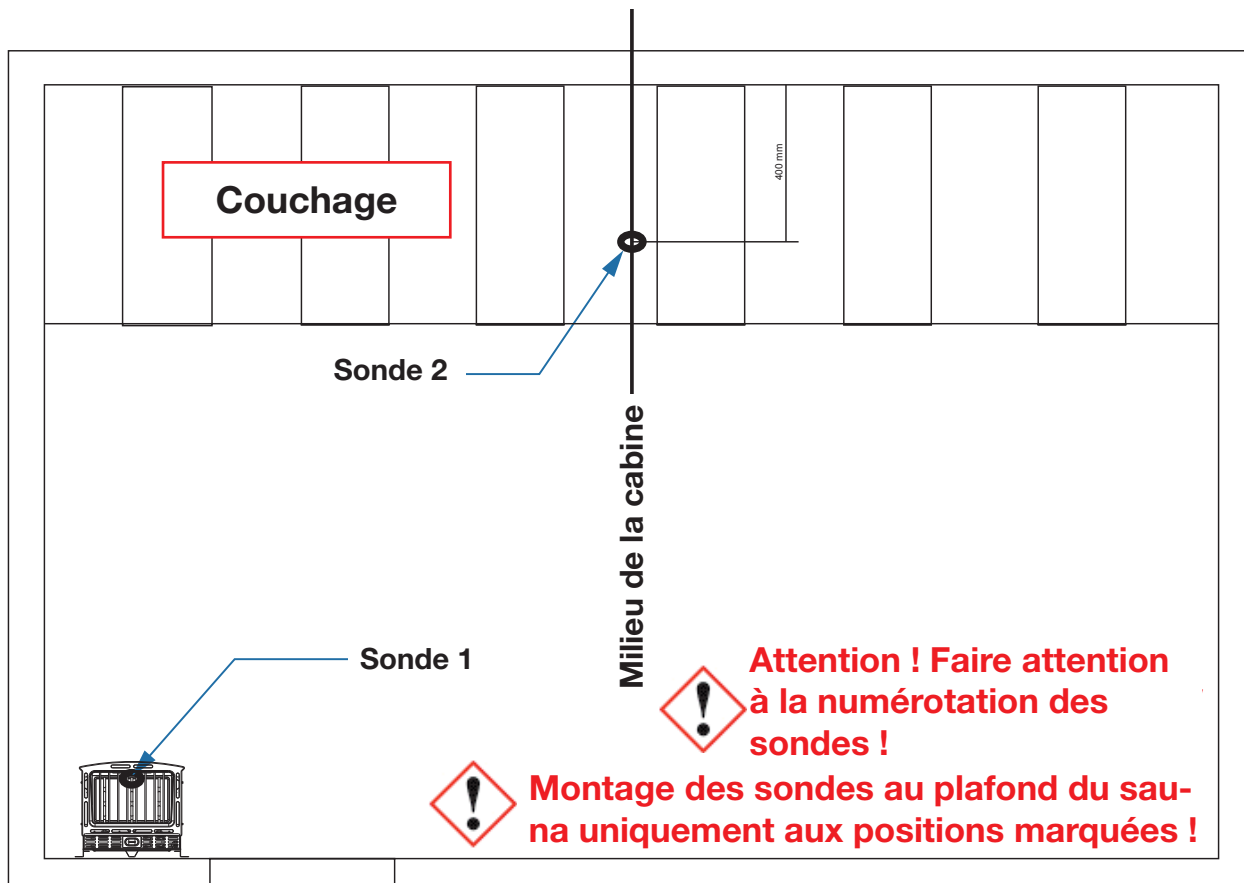 400 mm
Couchage
Sonde 2
Milieu de la cabine
Sonde 1
Attention ! Faire attention
à la numérotation des
sondes !
Montage des sondes au plafond du sau-
na uniquement aux positions marquées !